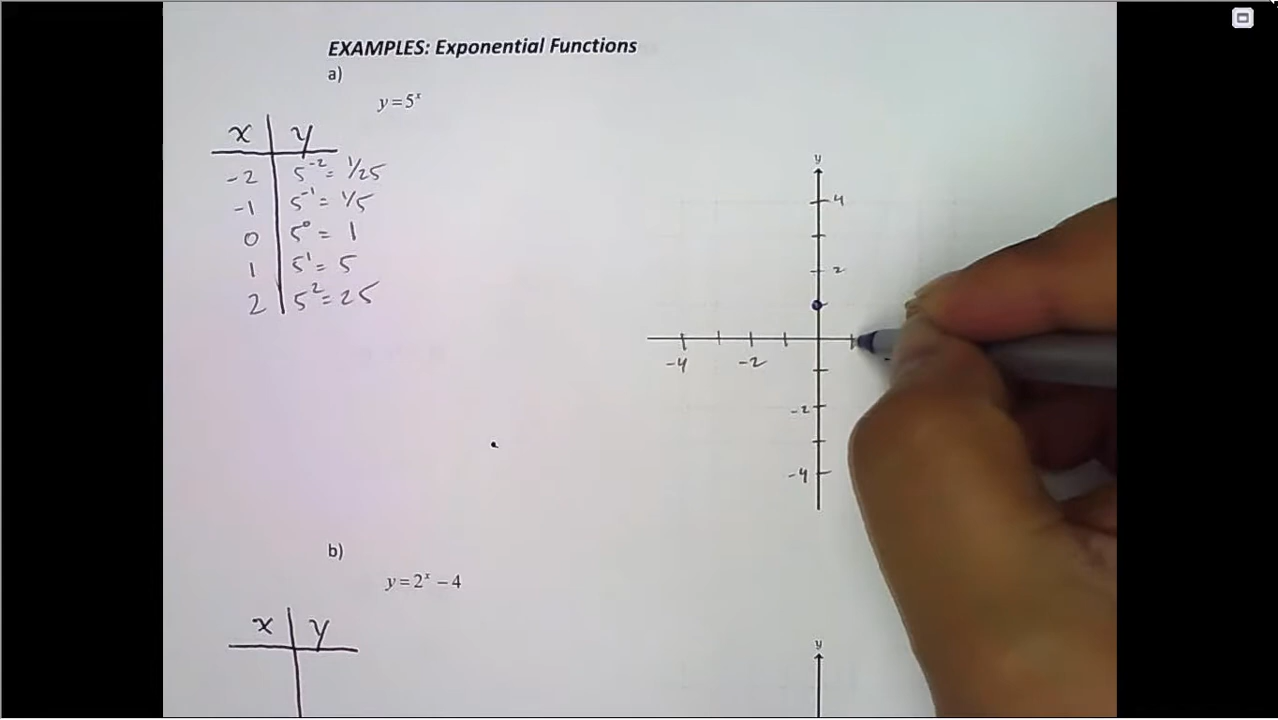 EXAMPLES: Exponential Functions
a)
y = 5^x
x y
-2 5^-2 = 1/25
-1 5^-1 = 1/5
0 5^0 = 1
1 5^1 = 5
2 5^2 = 25
y
4
2
-4 -2
-2
-4
b)
y = 2^x - 4
x y
y